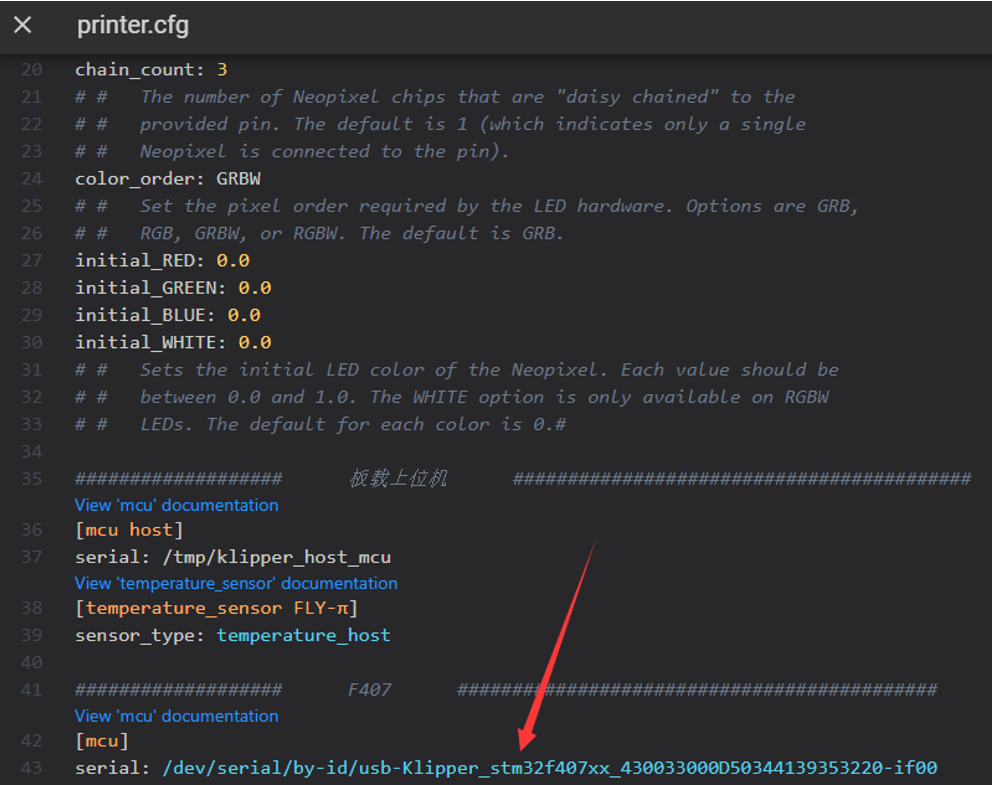 printer.cfg
20 chain_count: 3
21 # #   The number of Neopixel chips that are "daisy chained" to the
22 # #   provided pin. The default is 1 (which indicates only a single
23 # #   Neopixel is connected to the pin).
24 color_order: GRBW
25 # #   Set the pixel order required by the LED hardware. Options are GRB,
26 # #   RGB, GRBW, or RGBW. The default is GRB.
27 initial_RED: 0.0
28 initial_GREEN: 0.0
29 initial_BLUE: 0.0
30 initial_WHITE: 0.0
31 # #   Sets the initial LED color of the Neopixel. Each value should be
32 # #   between 0.0 and 1.0. The WHITE option is only available on RGBW
33 # #   LEDs. The default for each color is 0.#
34
35 ###################      板载上位机      ##########################################
View 'mcu' documentation
36 [mcu host]
37 serial: /tmp/klipper_host_mcu
View 'temperature_sensor' documentation
38 [temperature_sensor FLY-π]
39 sensor_type: temperature_host
40
41 ###################      F407      ############################################
View 'mcu' documentation
42 [mcu]
43 serial: /dev/serial/by-id/usb-Klipper_stm32f407xx_430033000D50344139353220-if00